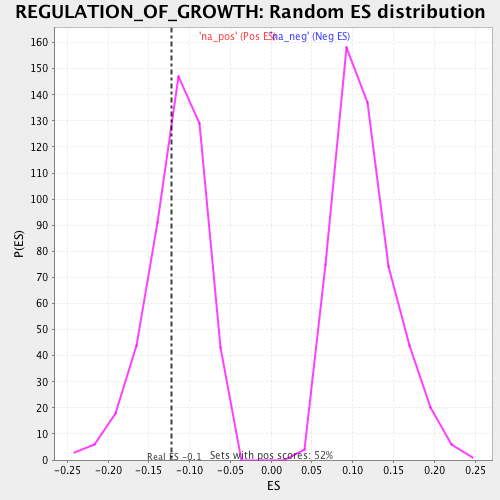 REGULATION_OF_GROWTH: Random ES distribution
'na_pos' (Pos ES) 'na_neg' (Neg ES)
160
150
140
130
120
110
100
90
80
70
60
50
40
30
20
10
0
P(ES)
Real ES -0.1 Sets with pos scores: 52%
-0.25 -0.20 -0.15 -0.10 -0.05 0.00 0.05 0.10 0.15 0.20 0.25
ES